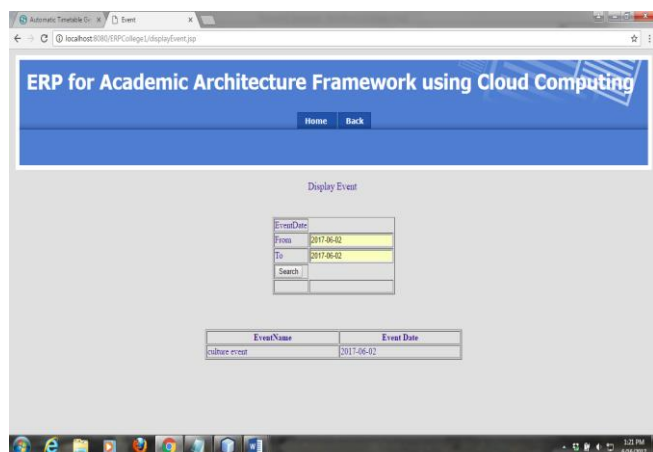 Automatic Timetable
Event
localhost:8080/ERPCollege1/displayEvent.jsp
ERP for Academic Architecture Framework using Cloud Computing
Home Back
Display Event
EventDate
From 2017-06-02
To 2017-06-02
Search
EventName Event Date
culture event 2017-06-02
1:21 PM